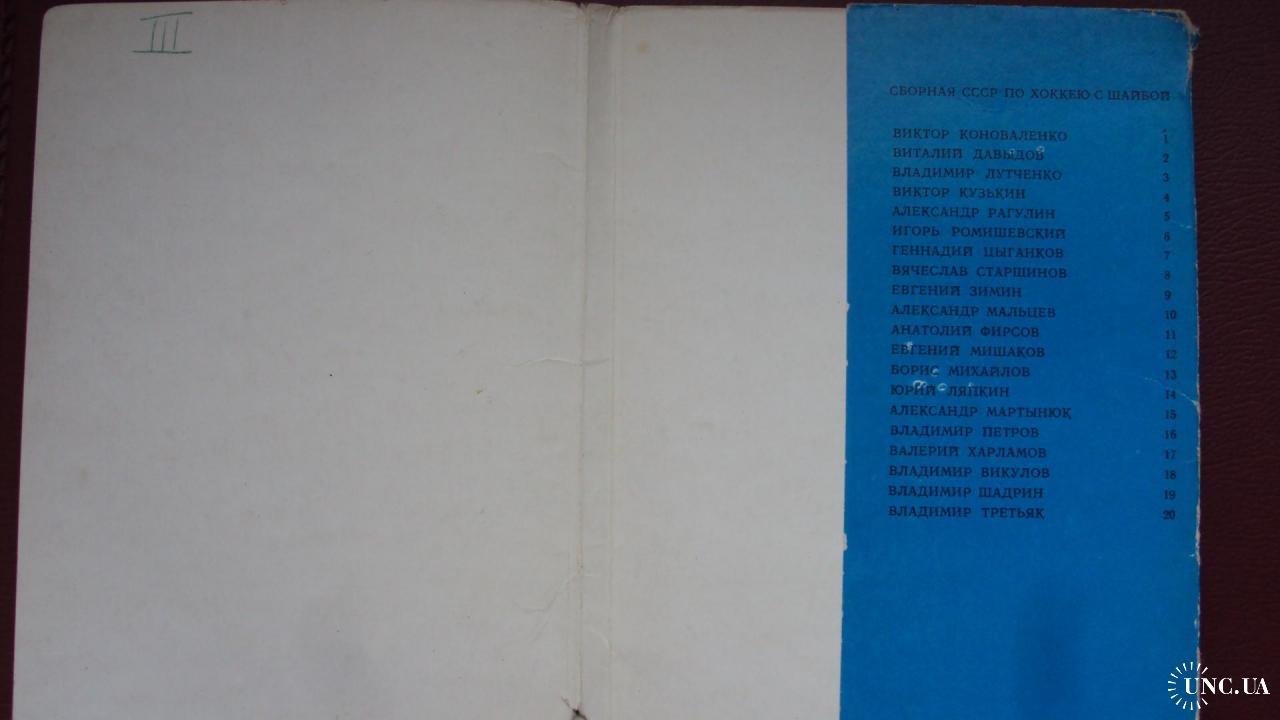 III
СБОРНАЯ СССР ПО ХОККЕЮ С ШАЙБОЙ
ВИКТОР КОНОВАЛЕНКО 1
ВИТАЛИЙ ДАВЫДОВ 2
ВЛАДИМИР ЛУТЧЕНКО 3
ВИКТОР КУЗЬКИН 4
АЛЕКСАНДР РАГУЛИН 5
ИГОРЬ РОМИШЕВСКИЙ 6
ГЕННАДИЙ ЦЫГАНКОВ 7
ВЯЧЕСЛАВ СТАРШИНОВ 8
ЕВГЕНИЙ ЗИМИН 9
АЛЕКСАНДР МАЛЬЦЕВ 10
АНАТОЛИЙ ФИРСОВ 11
ЕВГЕНИЙ МИШАКОВ 12
БОРИС МИХАЙЛОВ 13
ЮРИЙ ЛЯПКИН 14
АЛЕКСАНДР МАРТЫНЮК 15
ВЛАДИМИР ПЕТРОВ 16
ВАЛЕРИЙ ХАРЛАМОВ 17
ВЛАДИМИР ВИКУЛОВ 18
ВЛАДИМИР ШАДРИН 19
ВЛАДИМИР ТРЕТЬЯК 20
UNC.UA